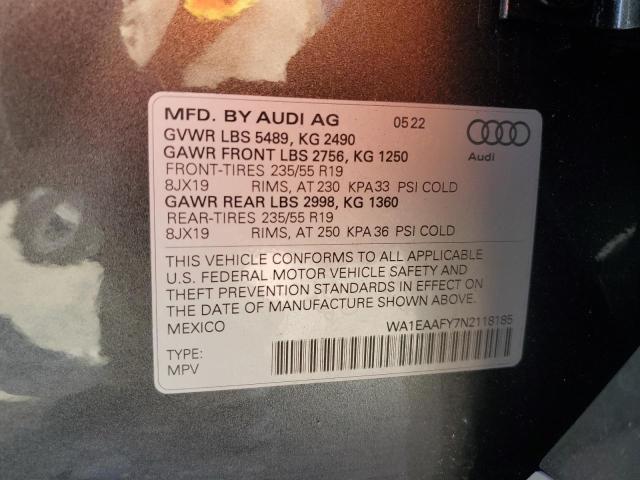 MFD. BY AUDI AG 05 22
GVWR LBS 5489, KG 2490
GAWR FRONT LBS 2756, KG 1250
FRONT-TIRES 235/55 R19
8JX19 RIMS, AT 230 KPA 33 PSI COLD
GAWR REAR LBS 2998, KG 1360
REAR-TIRES 235/55 R19
8JX19 RIMS, AT 250 KPA 36 PSI COLD
Audi
THIS VEHICLE CONFORMS TO ALL APPLICABLE
U.S. FEDERAL MOTOR VEHICLE SAFETY AND
THEFT PREVENTION STANDARDS IN EFFECT ON
THE DATE OF MANUFACTURE SHOWN ABOVE.
MEXICO WA1EAAFY7N2118185
TYPE:
MPV